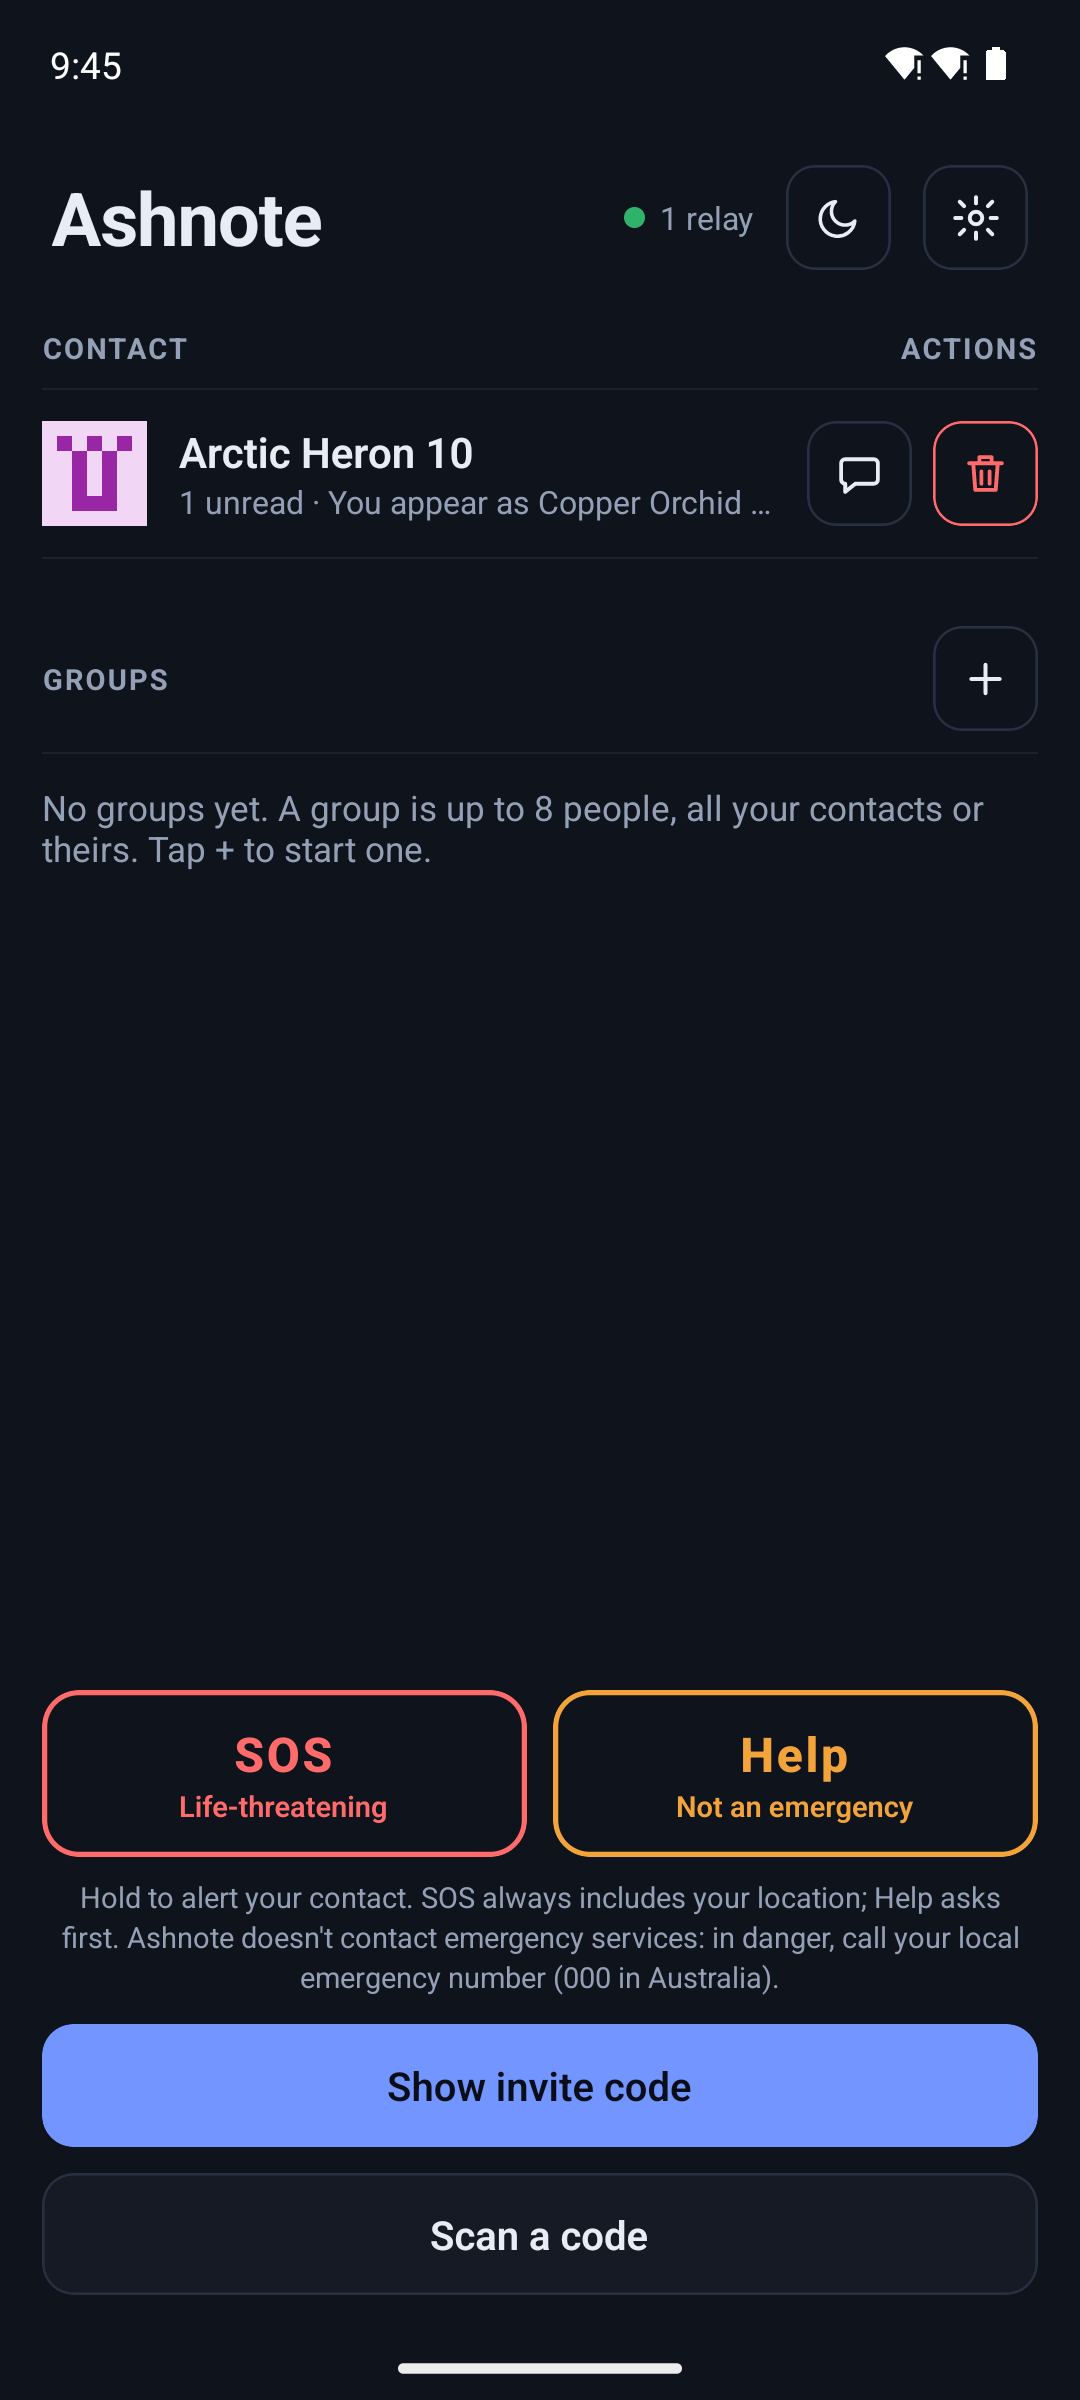 9:45
Ashnote
1 relay
CONTACT
ACTIONS
Arctic Heron 10
1 unread · You appear as Copper Orchid …
GROUPS
No groups yet. A group is up to 8 people, all your contacts or
theirs. Tap + to start one.
SOS
Life-threatening
Help
Not an emergency
Hold to alert your contact. SOS always includes your location; Help asks
first. Ashnote doesn't contact emergency services: in danger, call your local
emergency number (000 in Australia).
Show invite code
Scan a code